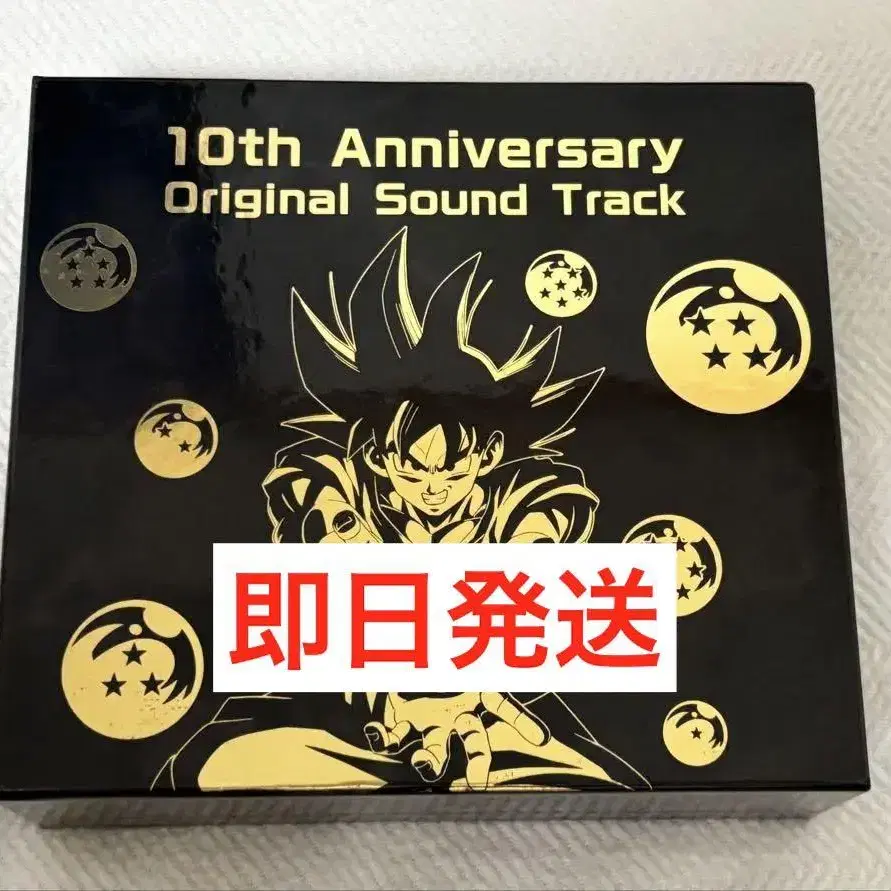 10th Anniversary
Original Sound Track
即日発送